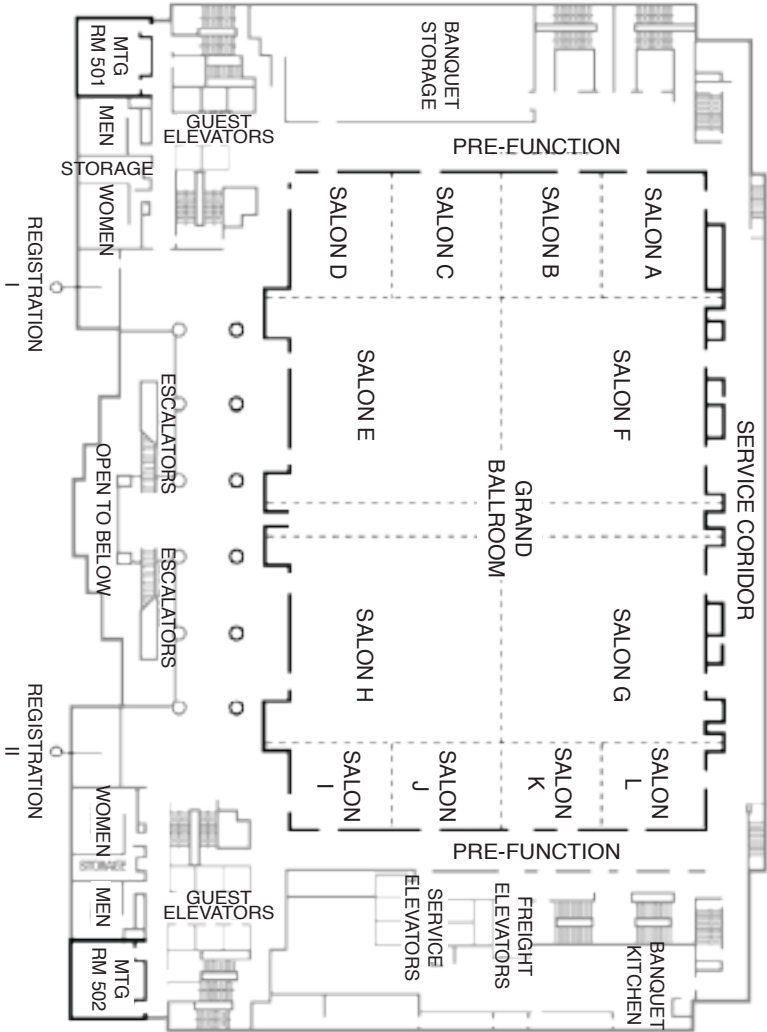 MTG
RM 501
BANQUET
STORAGE
MEN
GUEST
ELEVATORS
PRE-FUNCTION
STORAGE
WOMEN
SALON D
SALON C
SALON B
SALON A
REGISTRATION
I
ESCALATORS
SALON E
SALON F
SERVICE CORIDOR
OPEN TO BELOW
GRAND
BALLROOM
ESCALATORS
SALON H
SALON G
REGISTRATION
II
SALON
I
SALON
J
SALON
K
SALON
L
WOMEN
PRE-FUNCTION
STORAGE
MEN
GUEST
ELEVATORS
SERVICE
ELEVATORS
FREIGHT
ELEVATORS
BANQUET
KITCHEN
MTG
RM 502